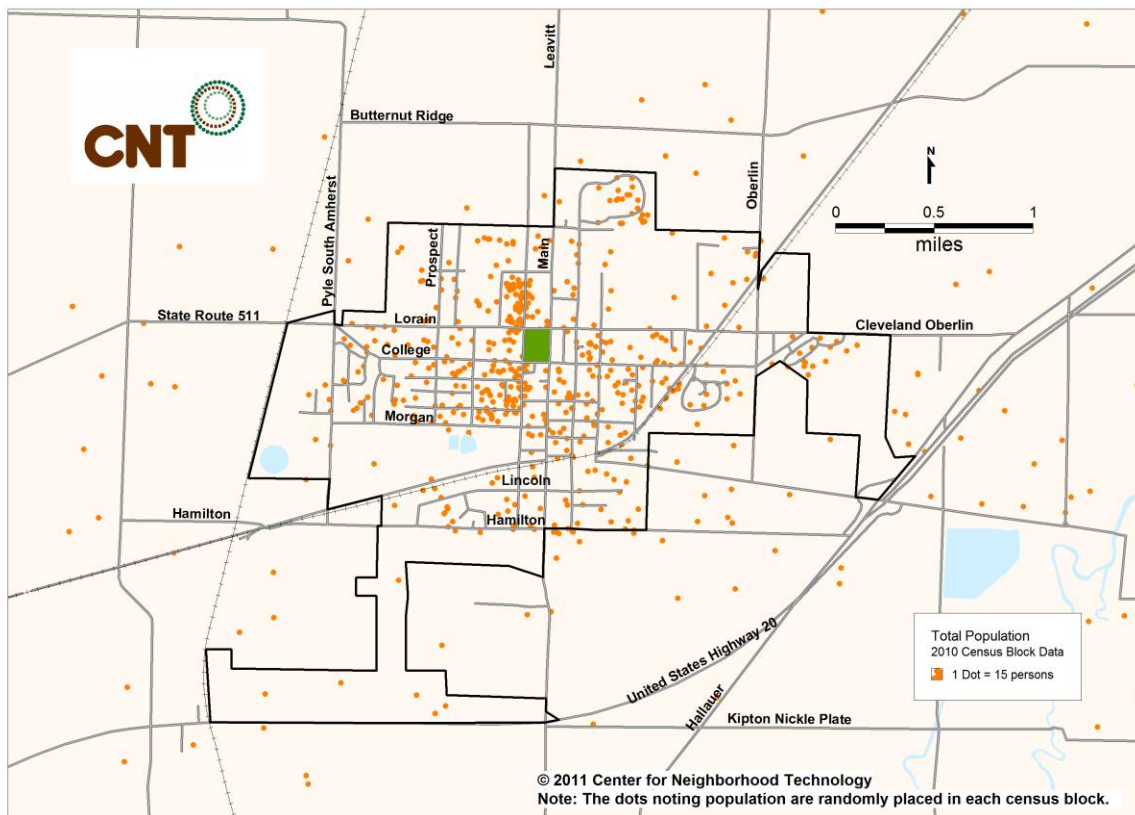 Leavitt
CNT
Butternut Ridge
N
Oberlin
Pyle South Amherst
0 0.5 1
miles
Prospect
Main
State Route 511
Lorain
Cleveland Oberlin
College
Morgan
Lincoln
Hamilton
Hamilton
Total Population
2010 Census Block Data
1 Dot = 15 persons
United States Highway 20
Hallauer
Kipton Nickle Plate
© 2011 Center for Neighborhood Technology
Note: The dots noting population are randomly placed in each census block.